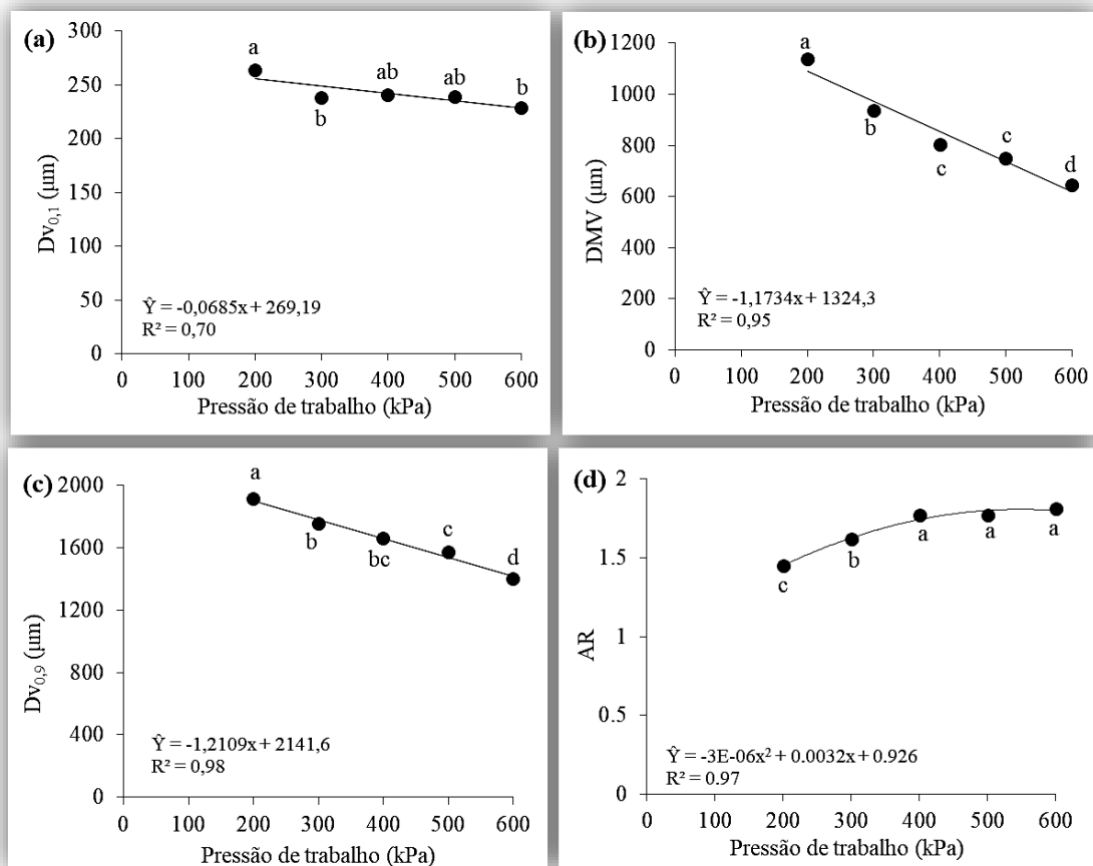 (a)
300
250
200
150
100
50
0
Dv0,1 (µm)
a
b
ab
ab
b
Ŷ = -0,0685x + 269,19
R² = 0,70
0 100 200 300 400 500 600
Pressão de trabalho (kPa)
(b)
1200
1000
800
600
400
200
0
DMV (µm)
a
b
c
c
d
Ŷ = -1,1734x + 1324,3
R² = 0,95
0 100 200 300 400 500 600
Pressão de trabalho (kPa)
(c)
2000
1600
1200
800
400
0
Dv0,9 (µm)
a
b
bc
c
d
Ŷ = -1,2109x + 2141,6
R² = 0,98
0 100 200 300 400 500 600
Pressão de trabalho (kPa)
(d)
2
1.5
1
0.5
0
AR
c
b
a
a
a
Ŷ = -3E-06x² + 0.0032x + 0.926
R² = 0.97
0 100 200 300 400 500 600
Pressão de trabalho (kPa)